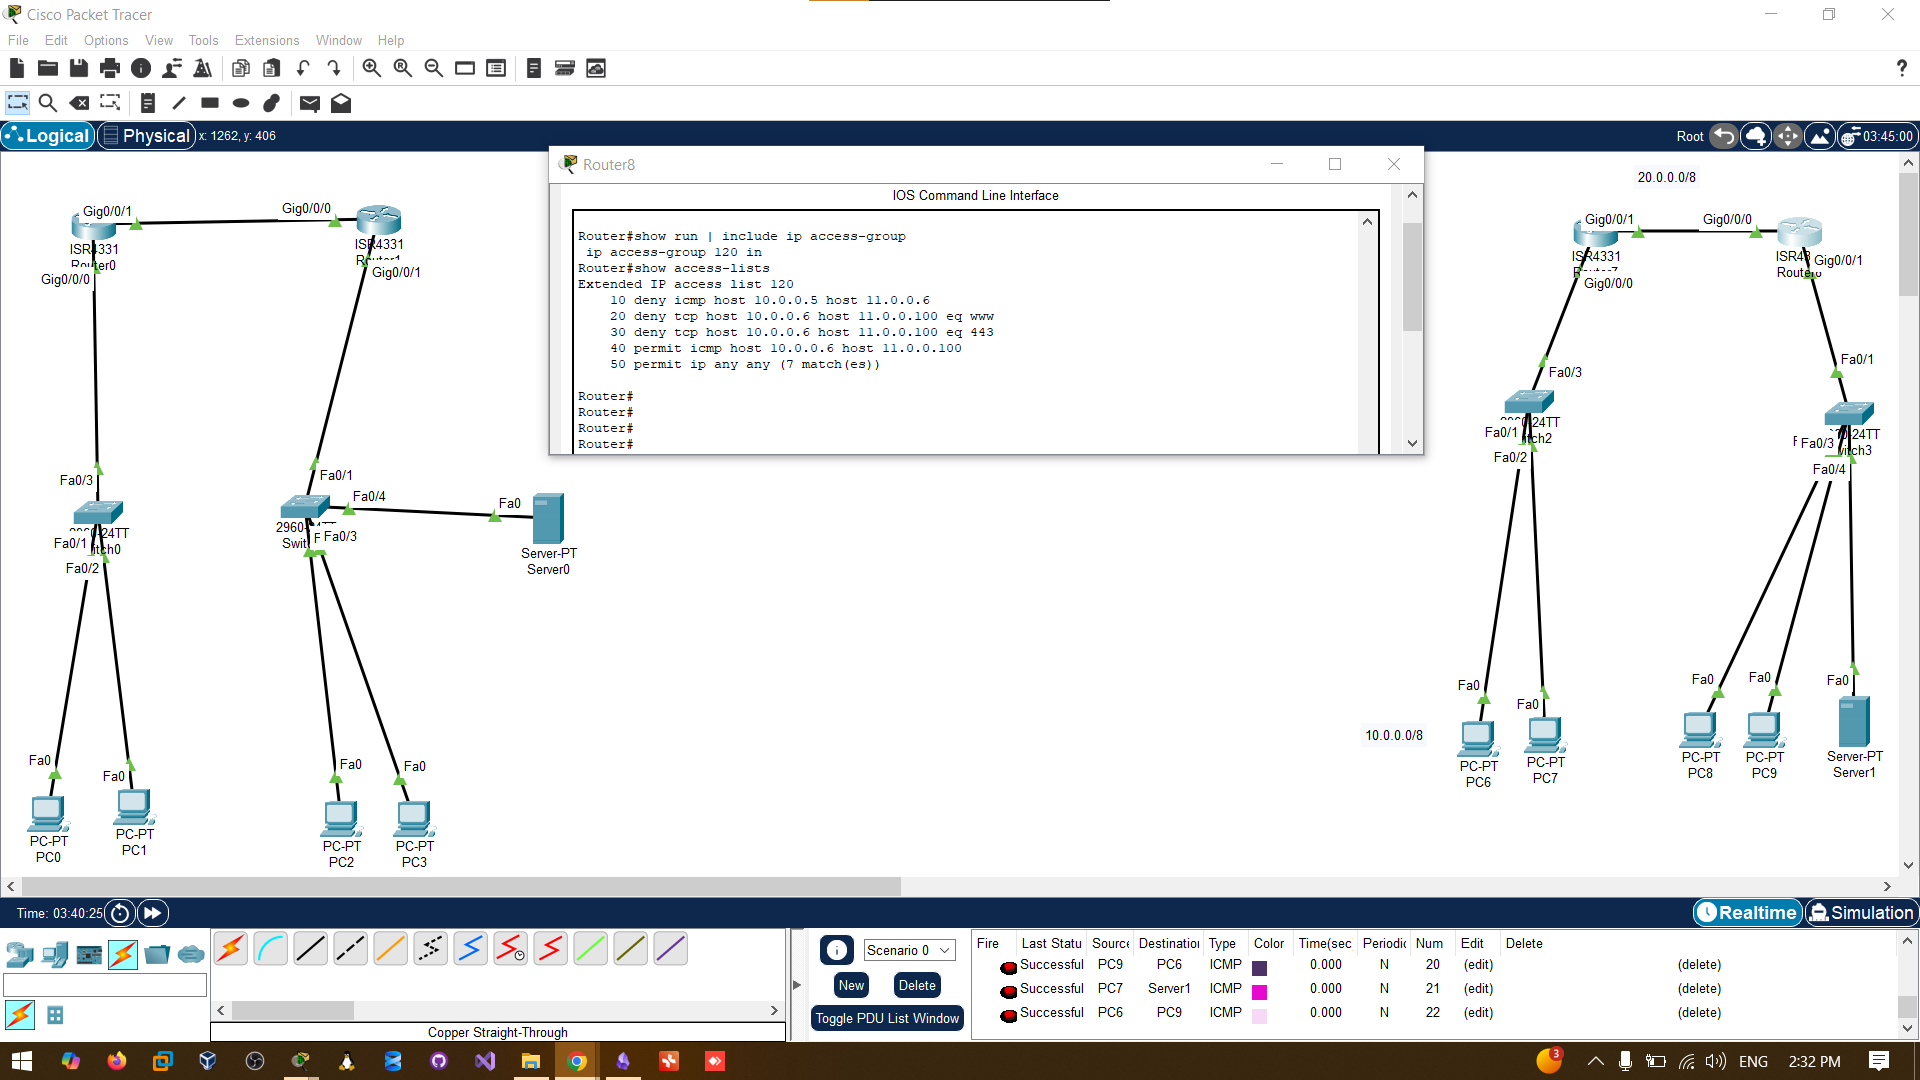 Cisco Packet Tracer
File Edit Options View Tools Extensions Window Help
?
Logical Physical x: 1262, y: 406
Root 03:45:00
Router8
IOS Command Line Interface
Router#show run | include ip access-group
 ip access-group 120 in
Router#show access-lists
Extended IP access list 120
    10 deny icmp host 10.0.0.5 host 11.0.0.6
    20 deny tcp host 10.0.0.6 host 11.0.0.100 eq www
    30 deny tcp host 10.0.0.6 host 11.0.0.100 eq 443
    40 permit icmp host 10.0.0.6 host 11.0.0.100
    50 permit ip any any (7 match(es))
Router#
Router#
Router#
Router#
Gig0/0/1
Gig0/0/0
ISR4331
Router0
Gig0/0/0
ISR4331
Gig0/0/1
Fa0/3
Fa0/1
Fa0/2
Fa0/1
Fa0/4
Fa0
Fa0/3
Server-PT
Server0
Fa0
Fa0
PC-PT
PC0
PC-PT
PC1
Fa0
Fa0
PC-PT
PC2
PC-PT
PC3
20.0.0.0/8
Gig0/0/1
Gig0/0/0
ISR4331
Gig0/0/0
Gig0/0/1
Fa0/3
Fa0/1
Fa0/1
Fa0/2
Fa0/3
Fa0/4
Fa0
Fa0
10.0.0.0/8
PC-PT
PC6
PC-PT
PC7
Fa0
Fa0
Fa0
PC-PT
PC8
PC-PT
PC9
Server-PT
Server1
Time: 03:40:25
Realtime Simulation
Copper Straight-Through
Scenario 0
New Delete
Toggle PDU List Window
Fire Last Statu Source Destination Type Color Time(sec Periodic Num Edit Delete
Successful PC9 PC6 ICMP 0.000 N 20 (edit) (delete)
Successful PC7 Server1 ICMP 0.000 N 21 (edit) (delete)
Successful PC6 PC9 ICMP 0.000 N 22 (edit) (delete)
3
ENG 2:32 PM